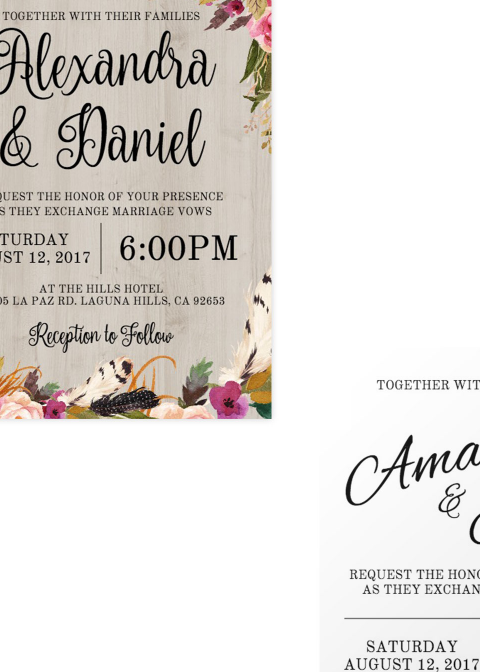 TOGETHER WITH THEIR FAMILIES
Alexandra
& Daniel
QUEST THE HONOR OF YOUR PRESENCE
S THEY EXCHANGE MARRIAGE VOWS
TURDAY
UST 12, 2017
6:00PM
AT THE HILLS HOTEL
05 LA PAZ RD. LAGUNA HILLS, CA 92653
Reception to Follow
TOGETHER WIT
Ama
&
REQUEST THE HONO
AS THEY EXCHAN
SATURDAY
AUGUST 12, 2017